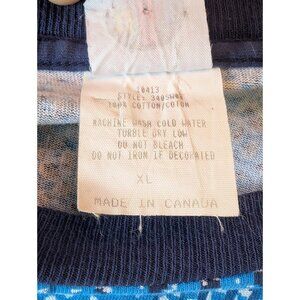 100% COTTON/COTON
MACHINE WASH COLD WATER
TUMBLE DRY LOW
DO NOT BLEACH
DO NOT IRON IF DECORATED
XL
MADE IN CANADA